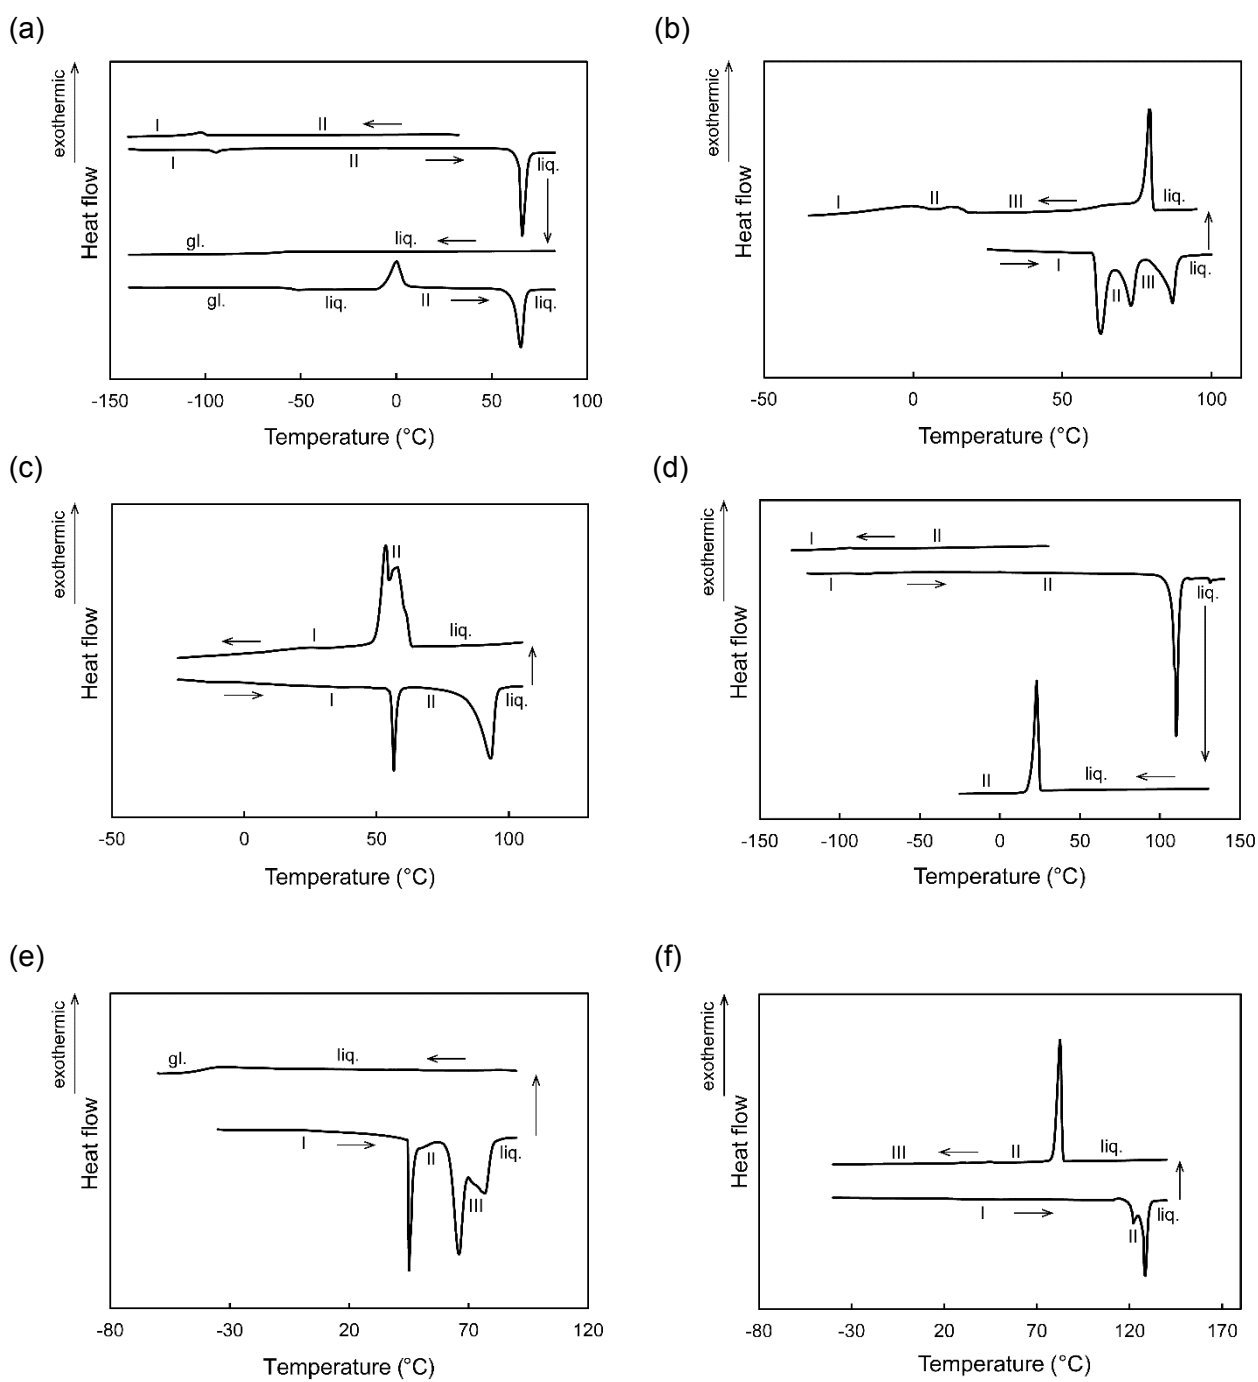 (a)
exothermic
Heat flow
I
II
I
II
liq.
gl.
liq.
gl.
liq.
II
liq.
-150
-100
-50
0
50
100
Temperature (°C)
(b)
exothermic
Heat flow
I
II
III
liq.
I
II
III
liq.
-50
0
50
100
Temperature (°C)
(c)
exothermic
Heat flow
II
I
liq.
I
II
liq.
-50
0
50
100
Temperature (°C)
(d)
exothermic
Heat flow
I
II
I
II
liq.
II
liq.
-150
-100
-50
0
50
100
150
Temperature (°C)
(e)
exothermic
Heat flow
gl.
liq.
I
II
III
liq.
-80
-30
20
70
120
Temperature (°C)
(f)
exothermic
Heat flow
III
II
liq.
I
II
liq.
-80
-30
20
70
120
170
Temperature (°C)